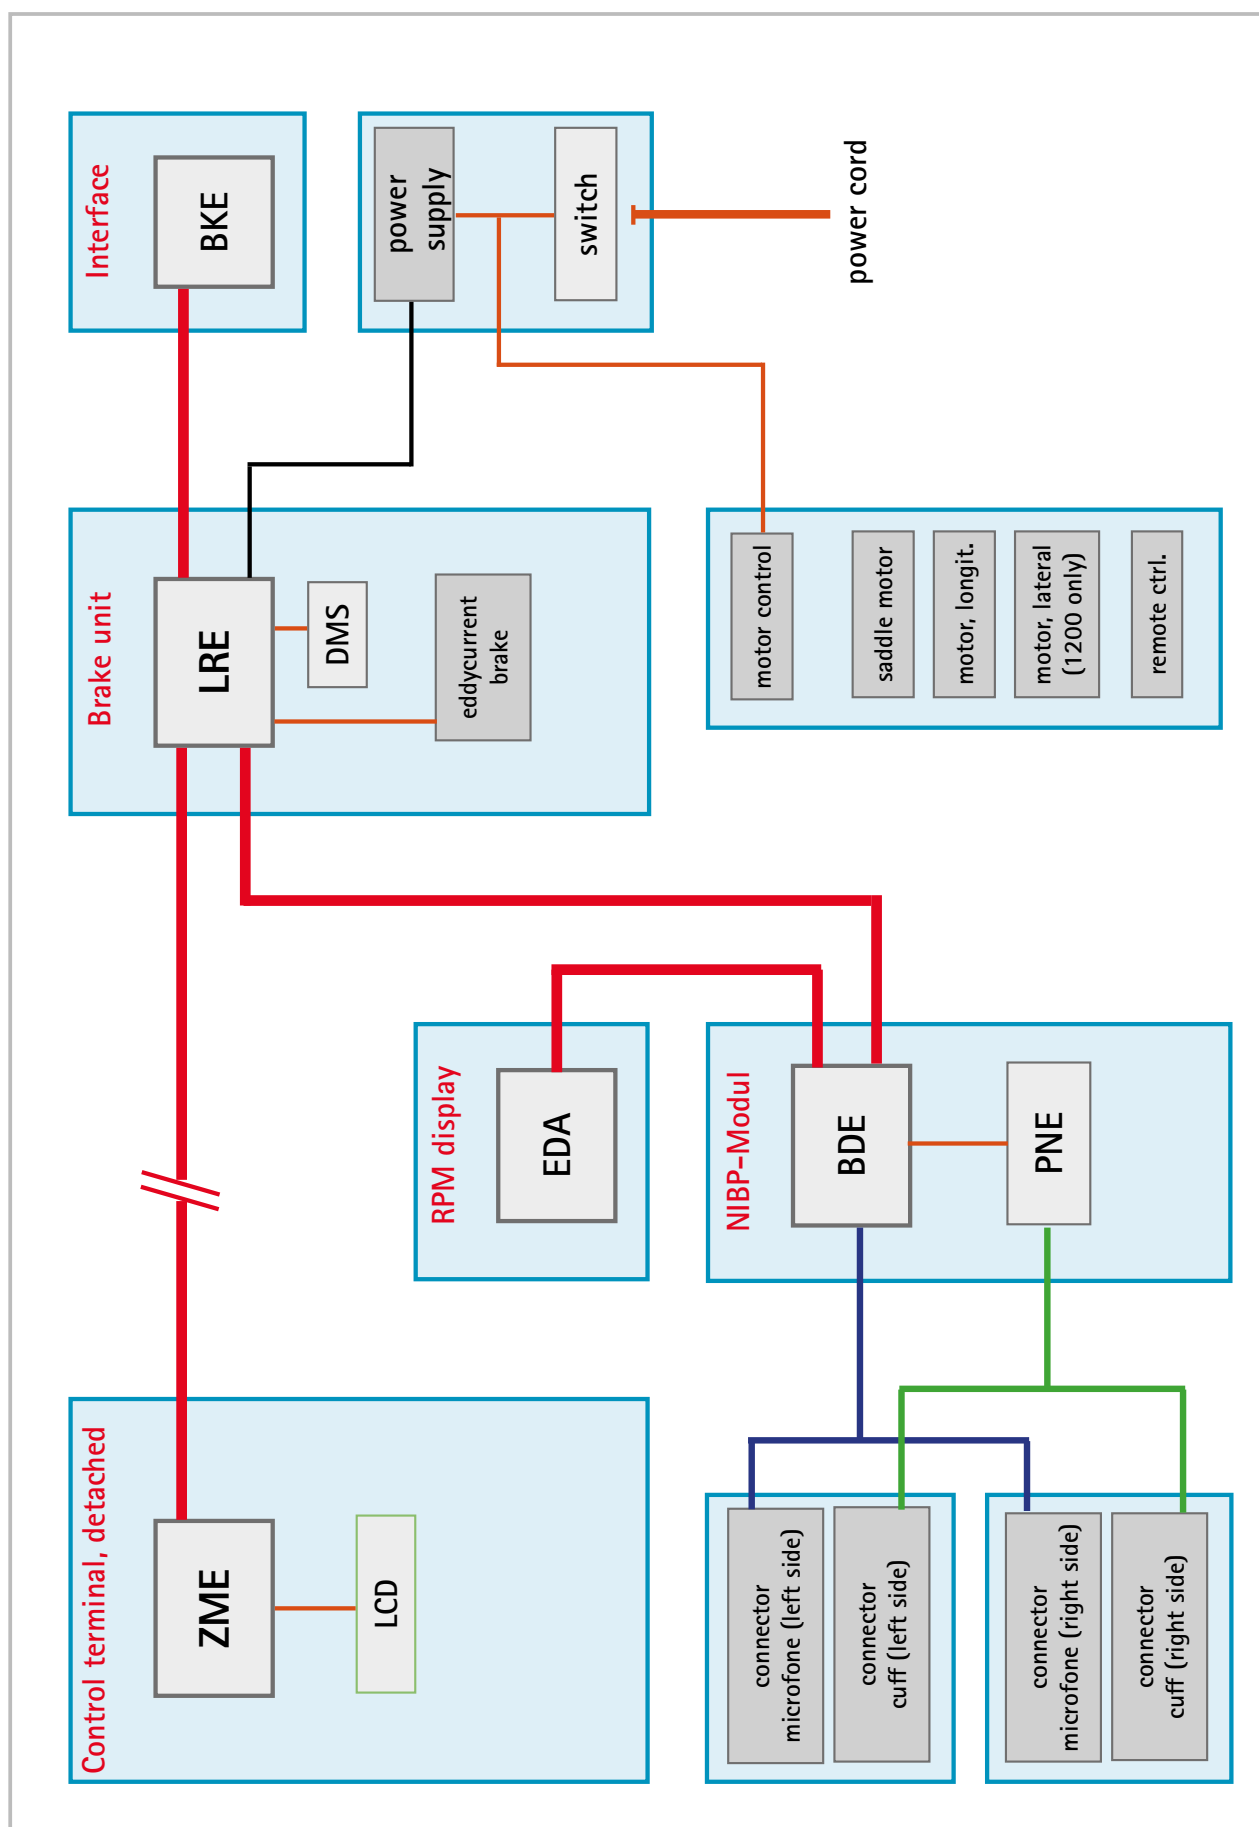 Control terminal, detached
ZME
LCD
Brake unit
LRE
DMS
eddycurrent
brake
Interface
BKE
power
supply
switch
power cord
RPM display
EDA
NIBP-Modul
BDE
PNE
motor control
saddle motor
motor, longit.
motor, lateral
(1200 only)
remote ctrl.
connector
microfone (left side)
connector
cuff (left side)
connector
microfone (right side)
connector
cuff (right side)